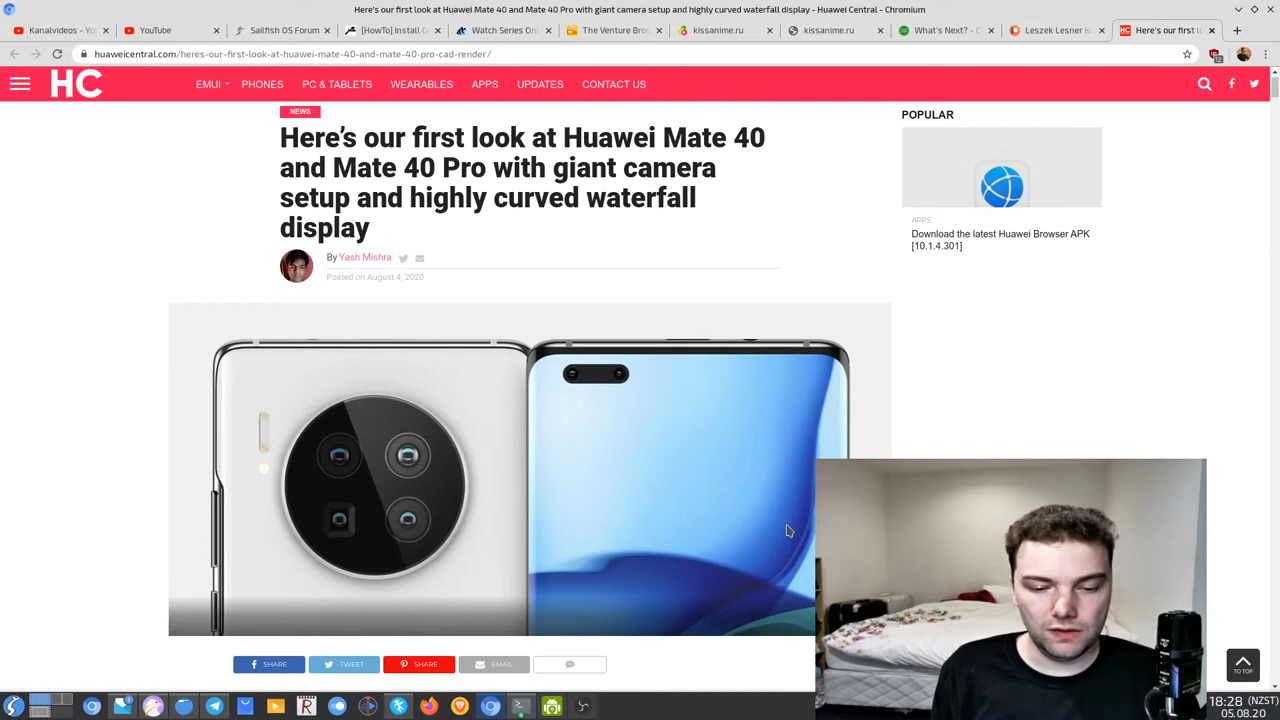 Here's our first look at Huawei Mate 40 and Mate 40 Pro with giant camera setup and highly curved waterfall display - Huawei Central - Chromium
Kanalvideos - YouT
YouTube
Sailfish OS Forum
[HowTo] Install
Watch Series Onl
The Venture Bros
kissanime.ru
kissanime.ru
What's Next? - C
Leszek Lesner is
Here's our first lo
huaweicentral.com/heres-our-first-look-at-huawei-mate-40-and-mate-40-pro-cad-render/
12
HC
EMUI
PHONES
PC & TABLETS
WEARABLES
APPS
UPDATES
CONTACT US
NEWS
Here's our first look at Huawei Mate 40
and Mate 40 Pro with giant camera
setup and highly curved waterfall
display
By Yash Mishra
Posted on August 4, 2020
POPULAR
APPS
Download the latest Huawei Browser APK
[10.1.4.301]
SHARE
TWEET
SHARE
EMAIL
TO TOP
18:28 (NZST)
05.08.20